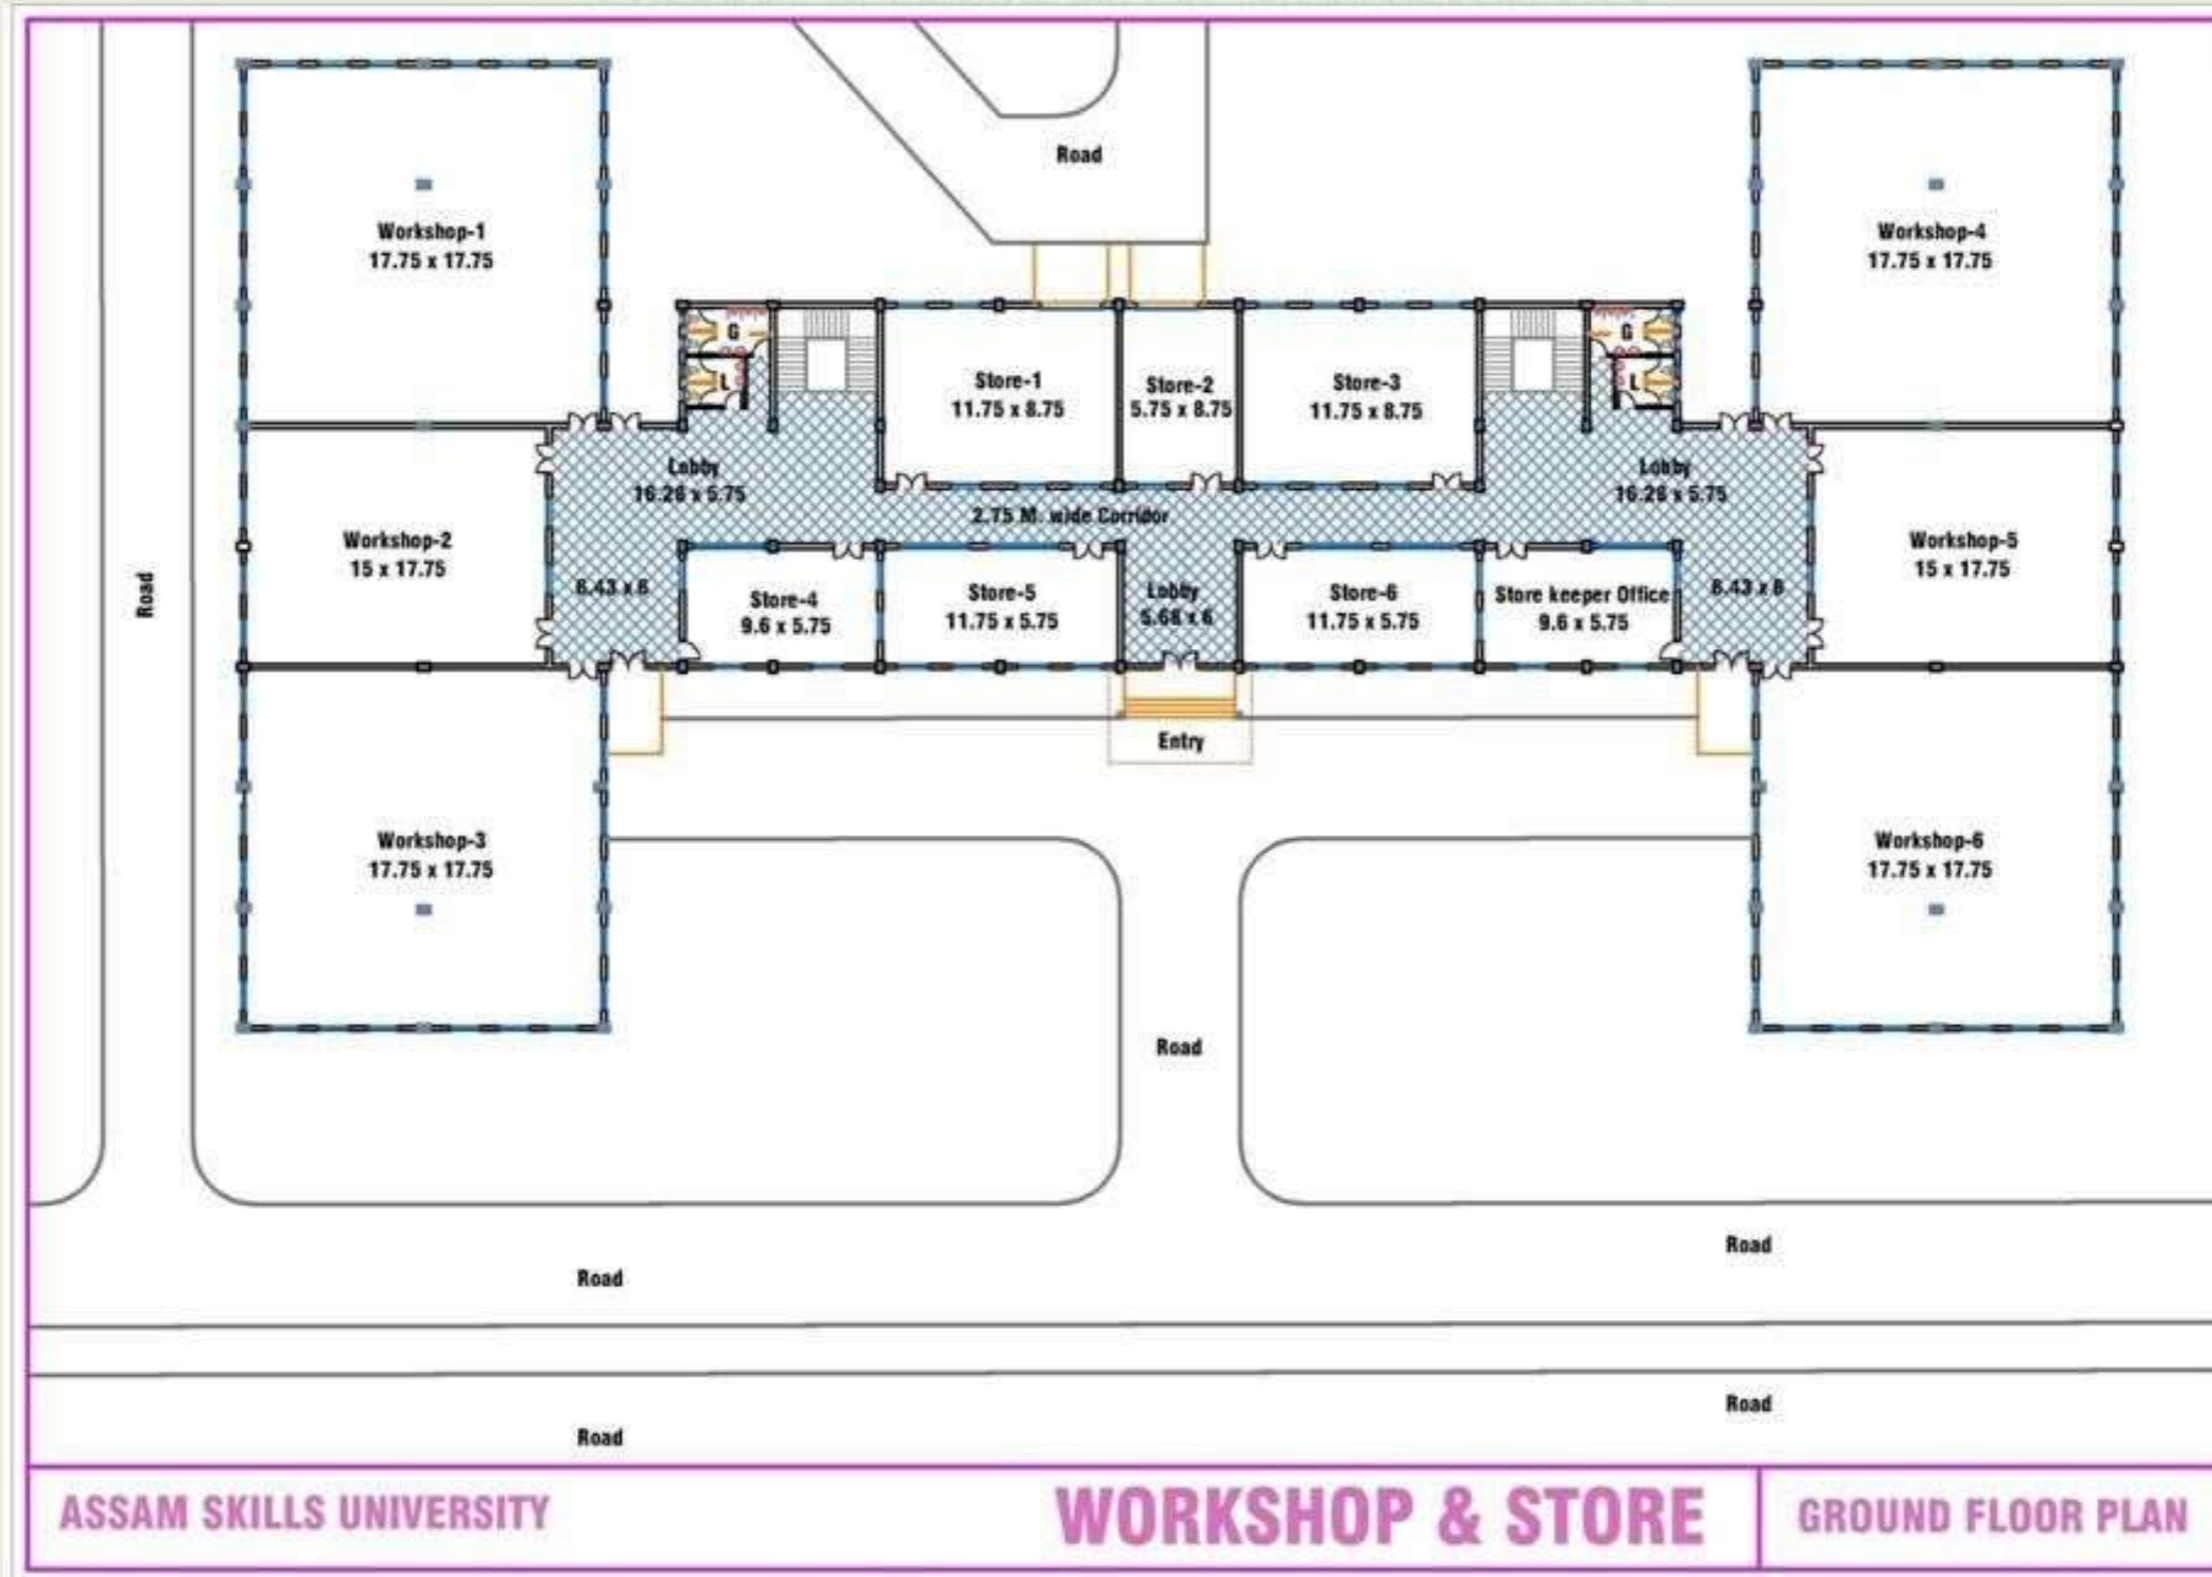 Road
Workshop-1
17.75 x 17.75
Workshop-4
17.75 x 17.75
G
G
L
L
Store-1
11.75 x 8.75
Store-2
5.75 x 8.75
Store-3
11.75 x 8.75
Lobby
16.28 x 5.75
Lobby
16.28 x 5.75
2.75 M. wide Corridor
Workshop-2
15 x 17.75
Workshop-5
15 x 17.75
Road
6.43 x 6
Store-4
9.6 x 5.75
Store-5
11.75 x 5.75
Lobby
5.68 x 6
Store-6
11.75 x 5.75
Store keeper Office
9.6 x 5.75
6.43 x 6
Entry
Workshop-3
17.75 x 17.75
Workshop-6
17.75 x 17.75
Road
Road
Road
Road
Road
ASSAM SKILLS UNIVERSITY
WORKSHOP & STORE
GROUND FLOOR PLAN